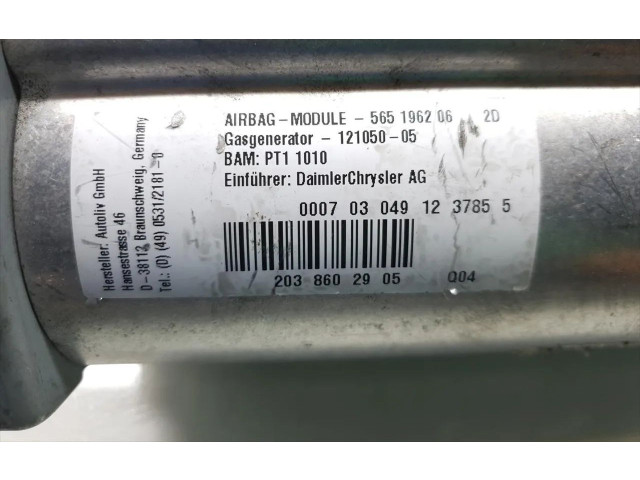 AIRBAG-MODULE - 565 1962 06 2D
Gasgenerator - 121050-05
BAM: PT1 1010
Einführer: DaimlerChrysler AG
0007 03 049 12 3785 5
203 860 29 05 Q04
Hersteller: Autoliv GmbH
Hansestrasse 46
D-38112 Braunschweig, Germany
Tel.: (0) (49) 0531/2181-0